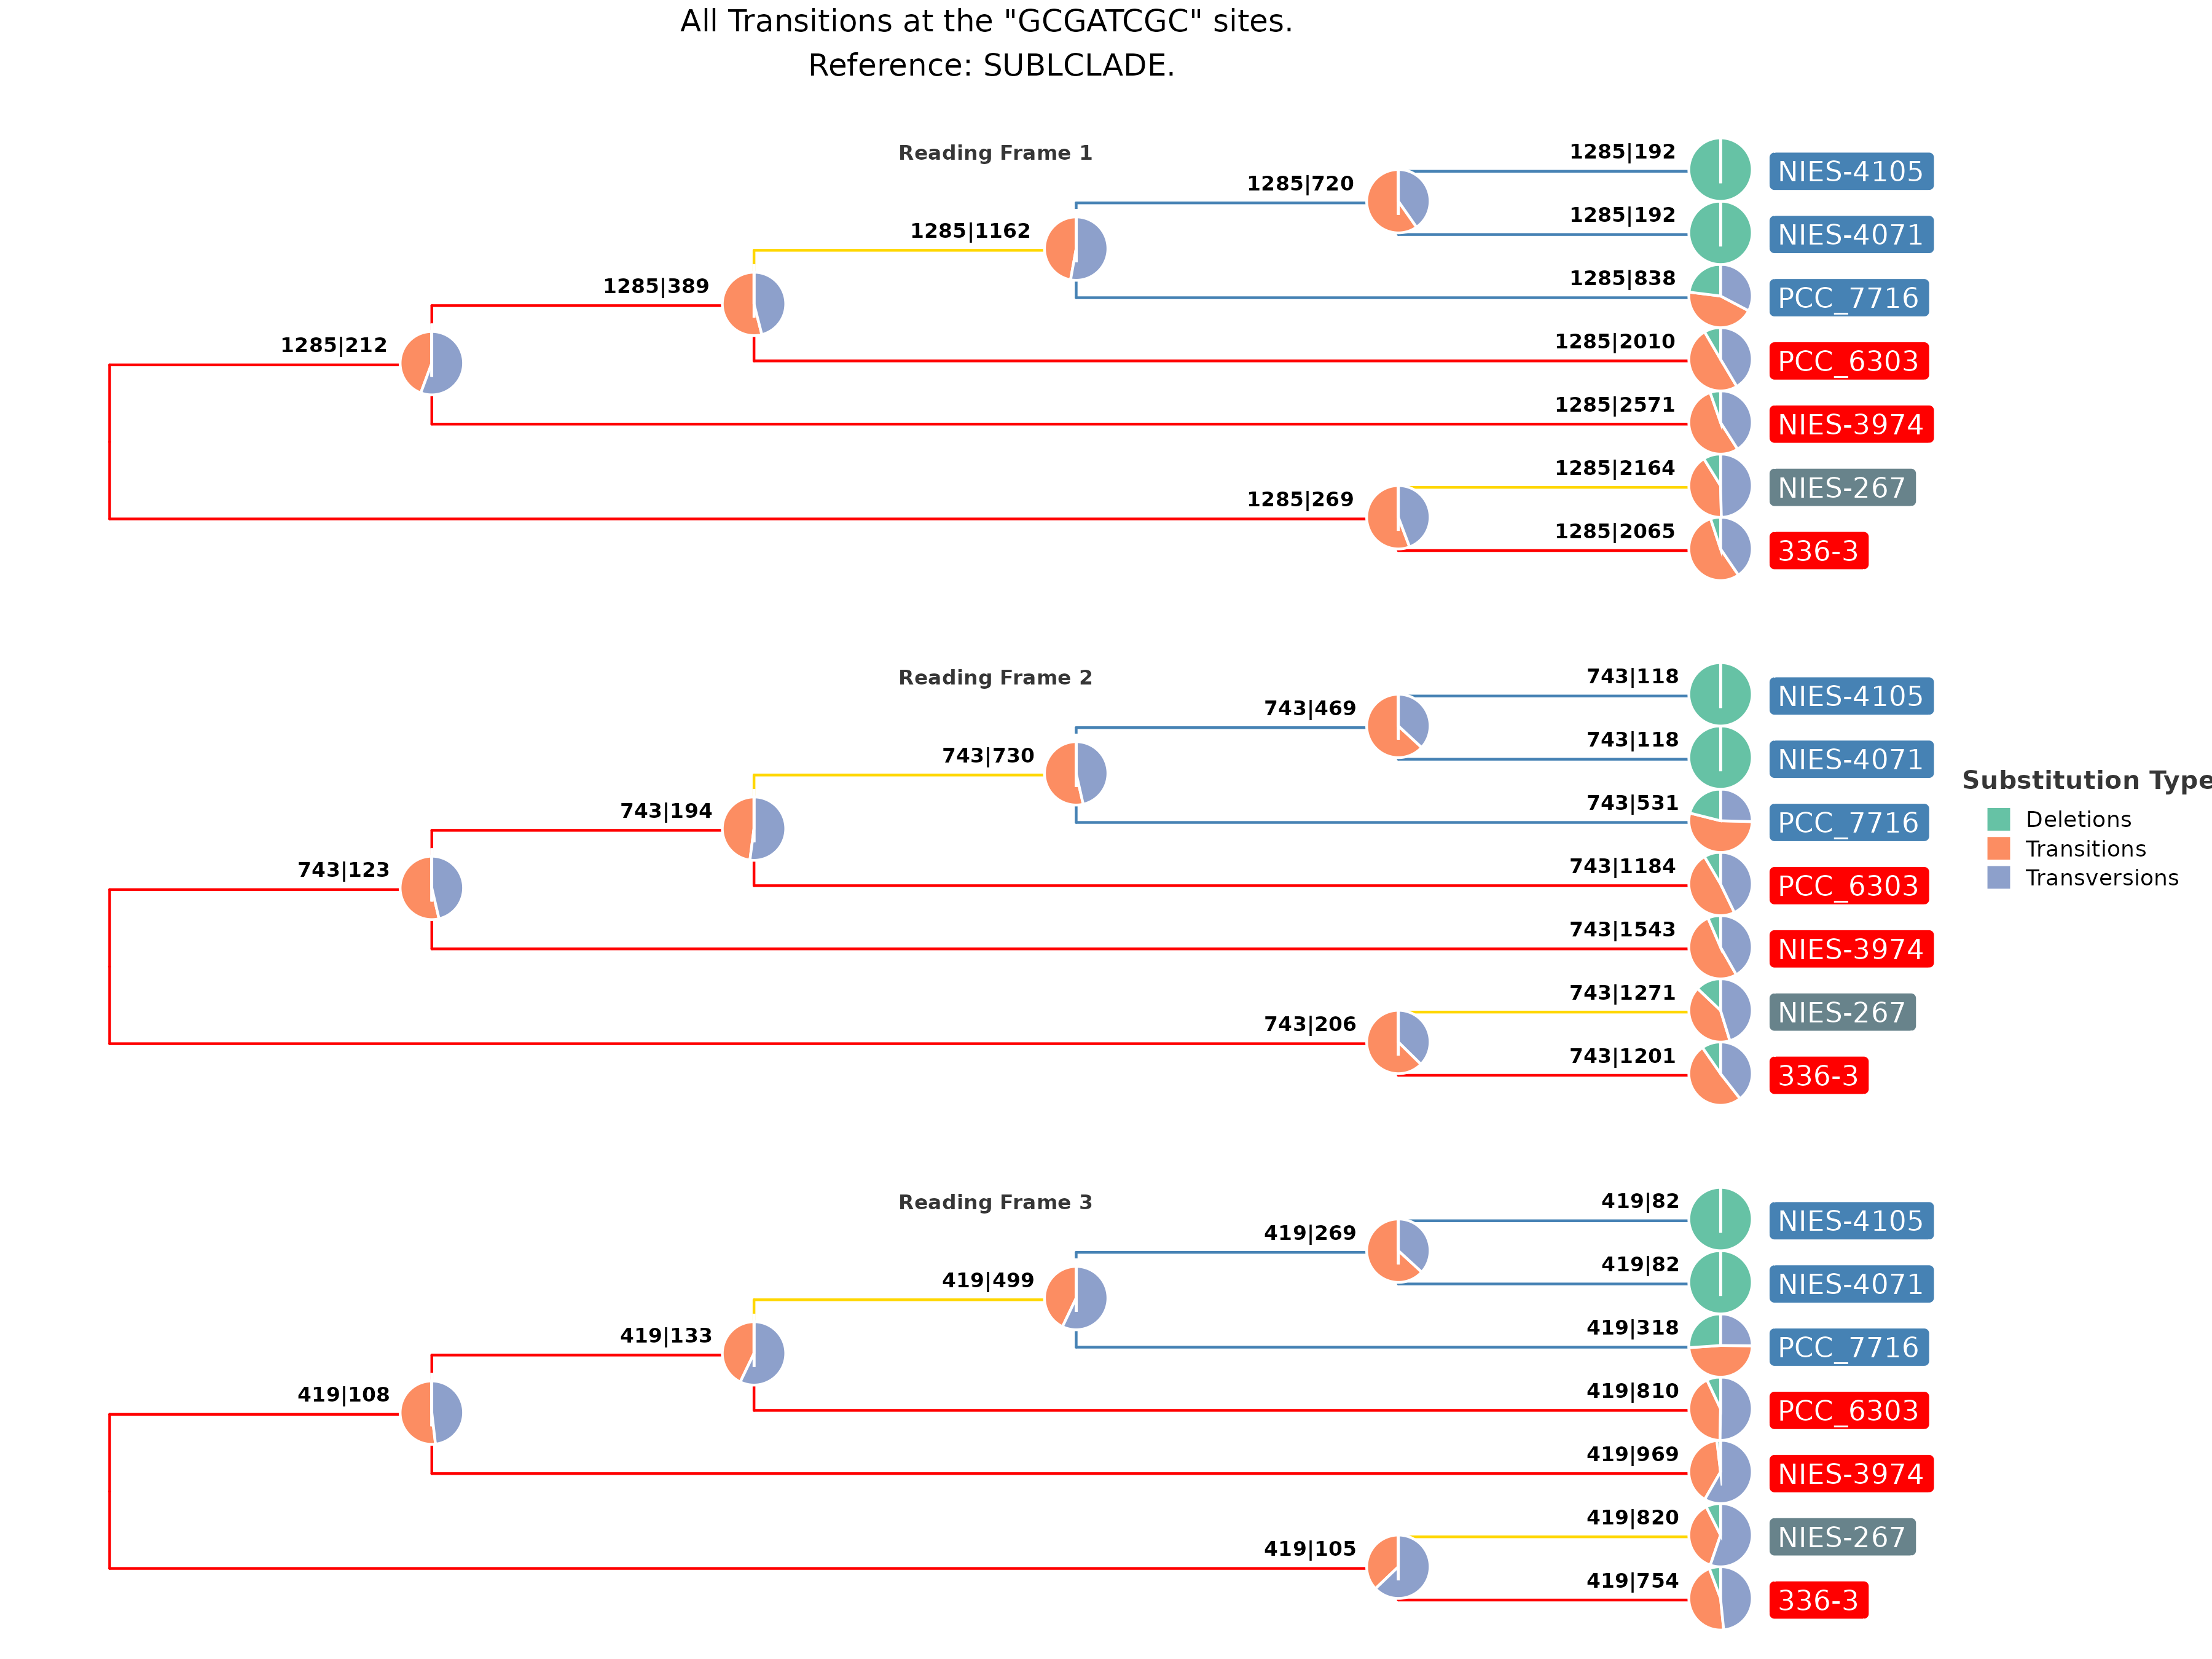 All Transitions at the "GCGATCGC" sites.
Reference: SUBLCLADE.
Reading Frame 1
1285|192
NIES-4105
1285|720
1285|192
NIES-4071
1285|1162
1285|838
PCC_7716
1285|389
1285|2010
PCC_6303
1285|212
1285|2571
NIES-3974
1285|2164
NIES-267
1285|269
1285|2065
336-3
Reading Frame 2
743|118
NIES-4105
743|469
743|118
NIES-4071
743|730
743|531
PCC_7716
743|194
743|1184
PCC_6303
743|123
743|1543
NIES-3974
743|1271
NIES-267
743|206
743|1201
336-3
Substitution Type
Deletions
Transitions
Transversions
Reading Frame 3
419|82
NIES-4105
419|269
419|82
NIES-4071
419|499
419|318
PCC_7716
419|133
419|810
PCC_6303
419|108
419|969
NIES-3974
419|820
NIES-267
419|105
419|754
336-3